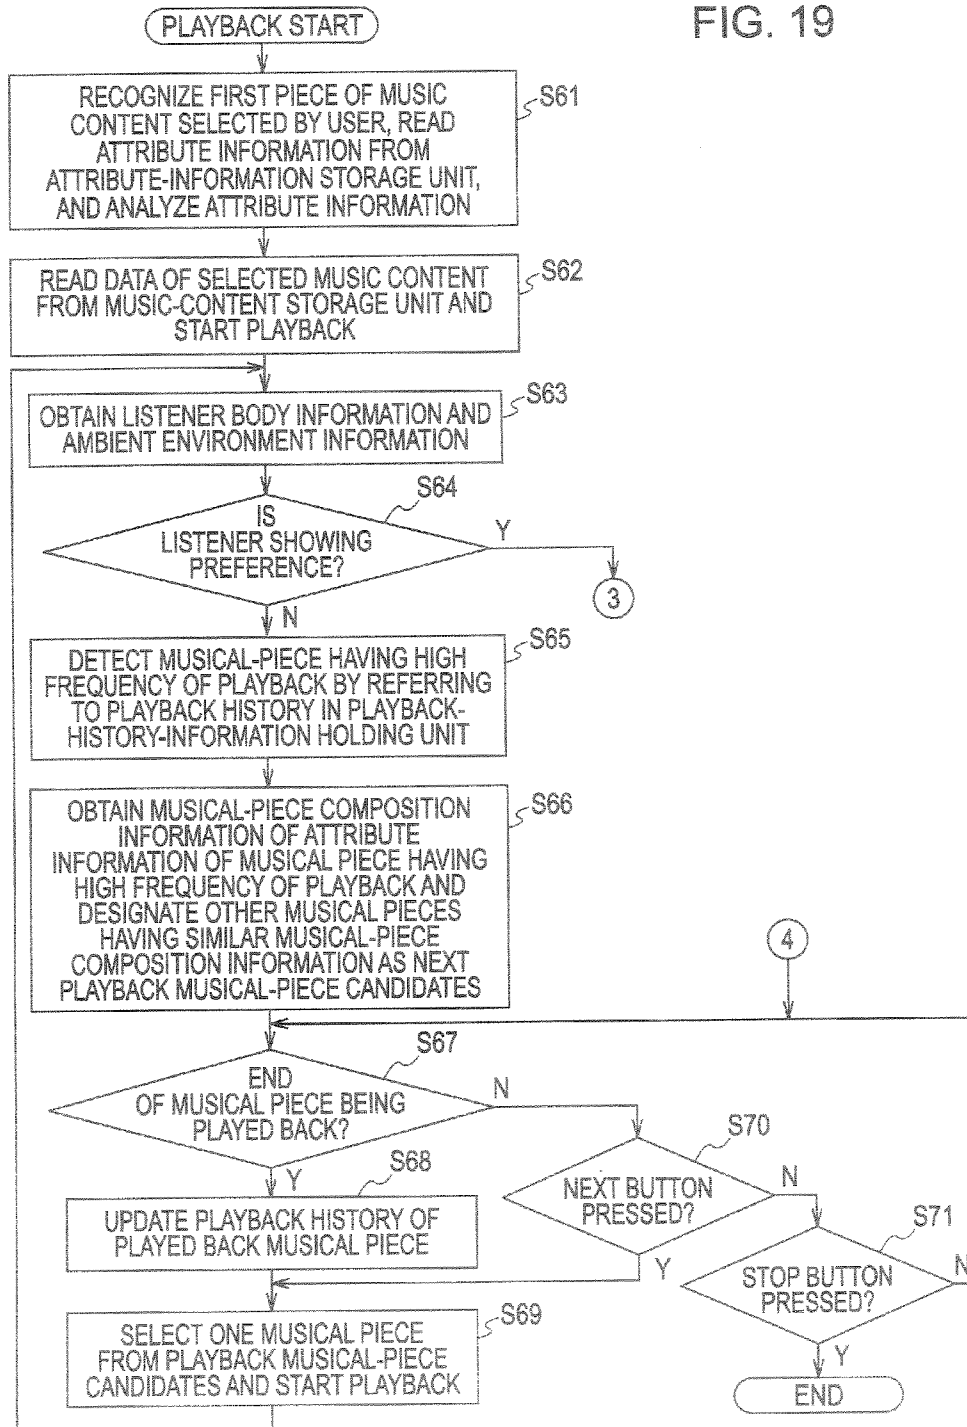 FIG. 19
PLAYBACK START
RECOGNIZE FIRST PIECE OF MUSIC
CONTENT SELECTED BY USER, READ
ATTRIBUTE INFORMATION FROM
ATTRIBUTE-INFORMATION STORAGE UNIT,
AND ANALYZE ATTRIBUTE INFORMATION
S61
READ DATA OF SELECTED MUSIC CONTENT
FROM MUSIC-CONTENT STORAGE UNIT AND
START PLAYBACK
S62
OBTAIN LISTENER BODY INFORMATION AND
AMBIENT ENVIRONMENT INFORMATION
S63
IS
LISTENER SHOWING
PREFERENCE?
S64
Y
3
N
DETECT MUSICAL-PIECE HAVING HIGH
FREQUENCY OF PLAYBACK BY REFERRING
TO PLAYBACK HISTORY IN PLAYBACK-
HISTORY-INFORMATION HOLDING UNIT
S65
OBTAIN MUSICAL-PIECE COMPOSITION
INFORMATION OF ATTRIBUTE
INFORMATION OF MUSICAL PIECE HAVING
HIGH FREQUENCY OF PLAYBACK AND
DESIGNATE OTHER MUSICAL PIECES
HAVING SIMILAR MUSICAL-PIECE
COMPOSITION INFORMATION AS NEXT
PLAYBACK MUSICAL-PIECE CANDIDATES
S66
4
END
OF MUSICAL PIECE BEING
PLAYED BACK?
S67
N
Y
UPDATE PLAYBACK HISTORY OF
PLAYED BACK MUSICAL PIECE
S68
NEXT BUTTON
PRESSED?
S70
N
Y
STOP BUTTON
PRESSED?
S71
N
Y
END
SELECT ONE MUSICAL PIECE
FROM PLAYBACK MUSICAL-PIECE
CANDIDATES AND START PLAYBACK
S69